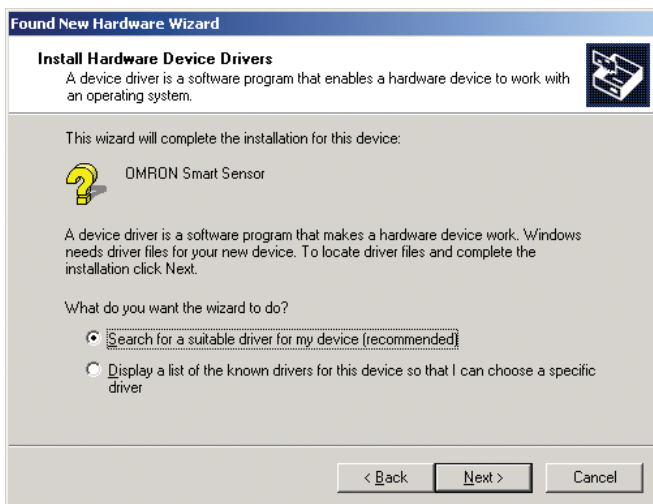 Found New Hardware Wizard
Install Hardware Device Drivers
A device driver is a software program that enables a hardware device to work with
an operating system.
This wizard will complete the installation for this device:
OMRON Smart Sensor
A device driver is a software program that makes a hardware device work. Windows
needs driver files for your new device. To locate driver files and complete the
installation click Next.
What do you want the wizard to do?
Search for a suitable driver for my device (recommended)
Display a list of the known drivers for this device so that I can choose a specific
driver
< Back Next > Cancel